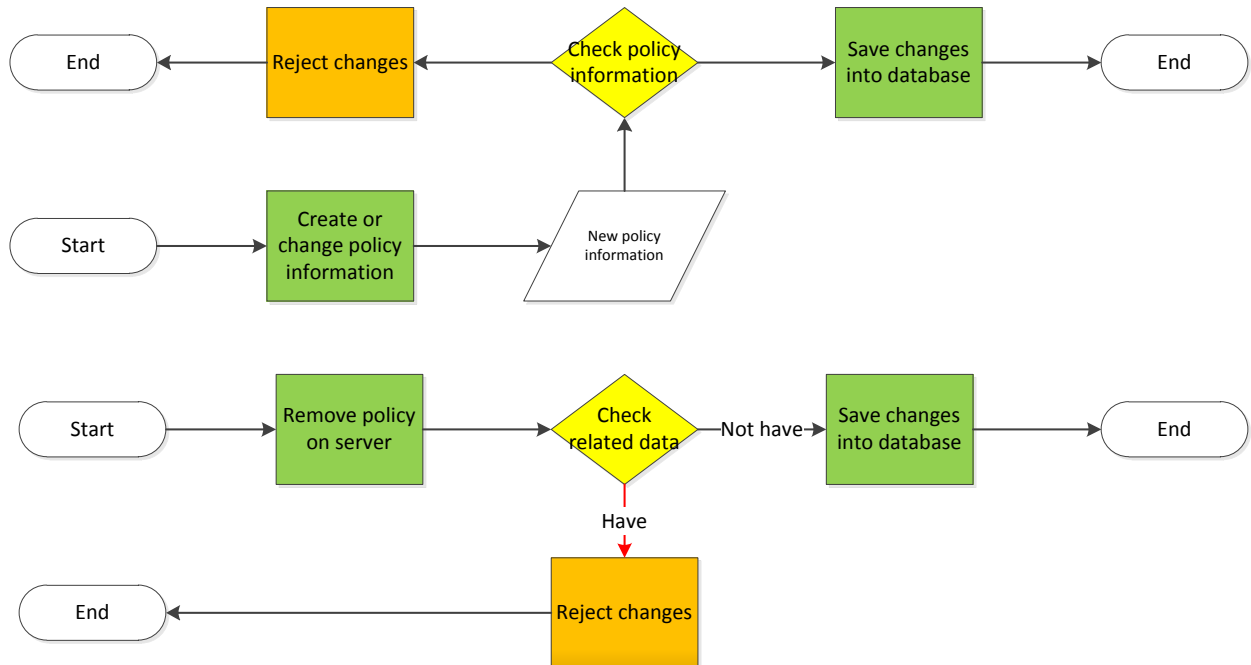 End
Reject changes
Check policy
information
Save changes
into database
End
Start
Create or
change policy
information
New policy
information
Start
Remove policy
on server
Check
related data
Not have
Save changes
into database
End
Have
End
Reject changes